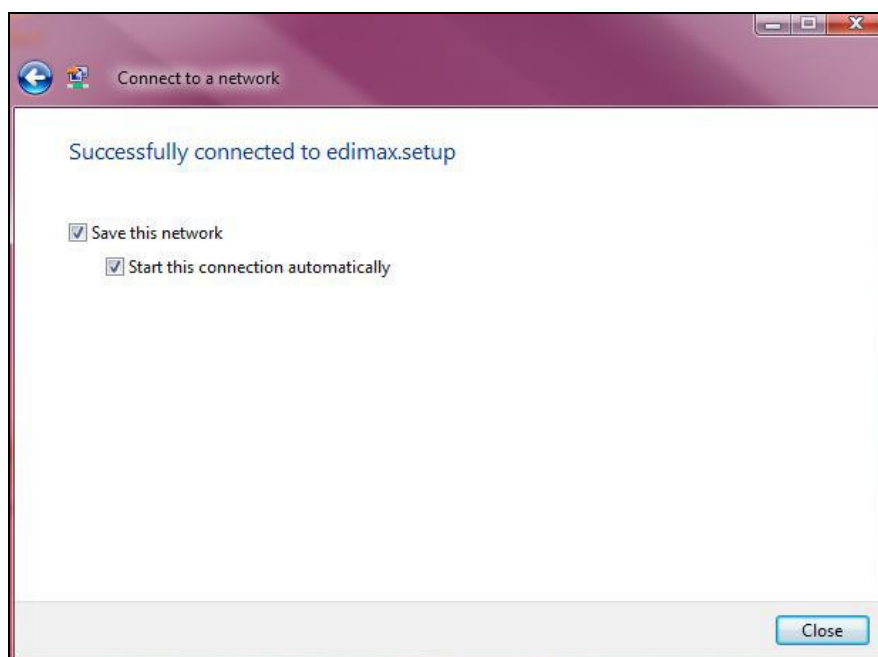 Connect to a network
Successfully connected to edimax.setup
Save this network
Start this connection automatically
Close